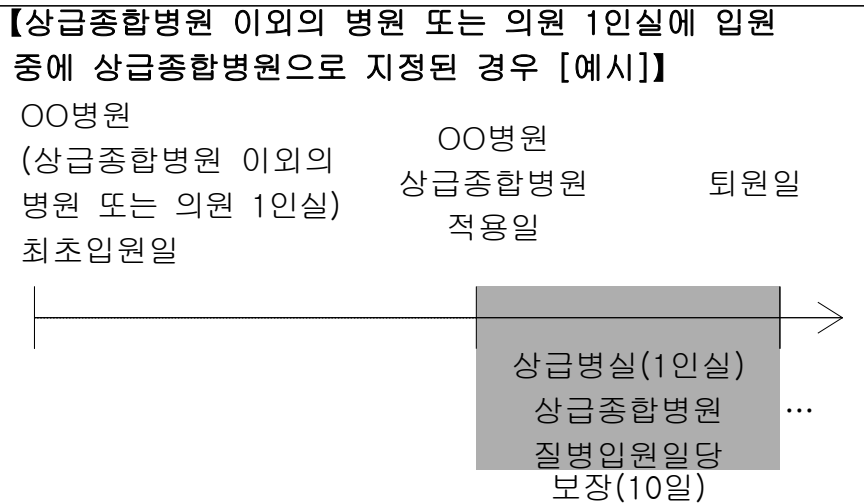 【상급종합병원 이외의 병원 또는 의원 1인실에 입원
중에 상급종합병원으로 지정된 경우 [예시]】
OO병원
(상급종합병원 이외의
병원 또는 의원 1인실)
최초입원일
OO병원
상급종합병원
적용일
퇴원일
상급병실(1인실)
상급종합병원
질병입원일당
보장(10일)
…